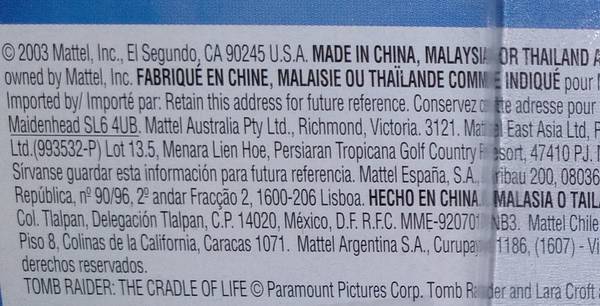 © 2003 Mattel, Inc., El Segundo, CA 90245 U.S.A. MADE IN CHINA, MALAYSIA OR THAILAND A
owned by Mattel, Inc. FABRIQUÉ EN CHINE, MALAISIE OU THAÏLANDE COMME INDIQUÉ pour
Imported by/ Importé par: Retain this address for future reference. Conservez cette adresse pour
Maidenhead SL6 4UB. Mattel Australia Pty Ltd., Richmond, Victoria. 3121. Mattel East Asia Ltd,
Ltd.(993532-P) Lot 13.5, Menara Lien Hoe, Persiaran Tropicana Golf Country Resort, 47410 PJ.
Sírvanse guardar esta información para futura referencia. Mattel España, S.A., Aribau 200, 08036
República, nº 90/96, 2º andar Fracção 2, 1600-206 Lisboa. HECHO EN CHINA, MALASIA O TAIL
Col. Tlalpan, Delegación Tlalpan, C.P. 14020, México, D.F. R.F.C. MME-920701 NB3. Mattel Chile
Piso 8, Colinas de la California, Caracas 1071. Mattel Argentina S.A., Curupay 1186, (1607) - Vi
derechos reservados.
TOMB RAIDER: THE CRADLE OF LIFE © Paramount Pictures Corp. Tomb Raider and Lara Croft